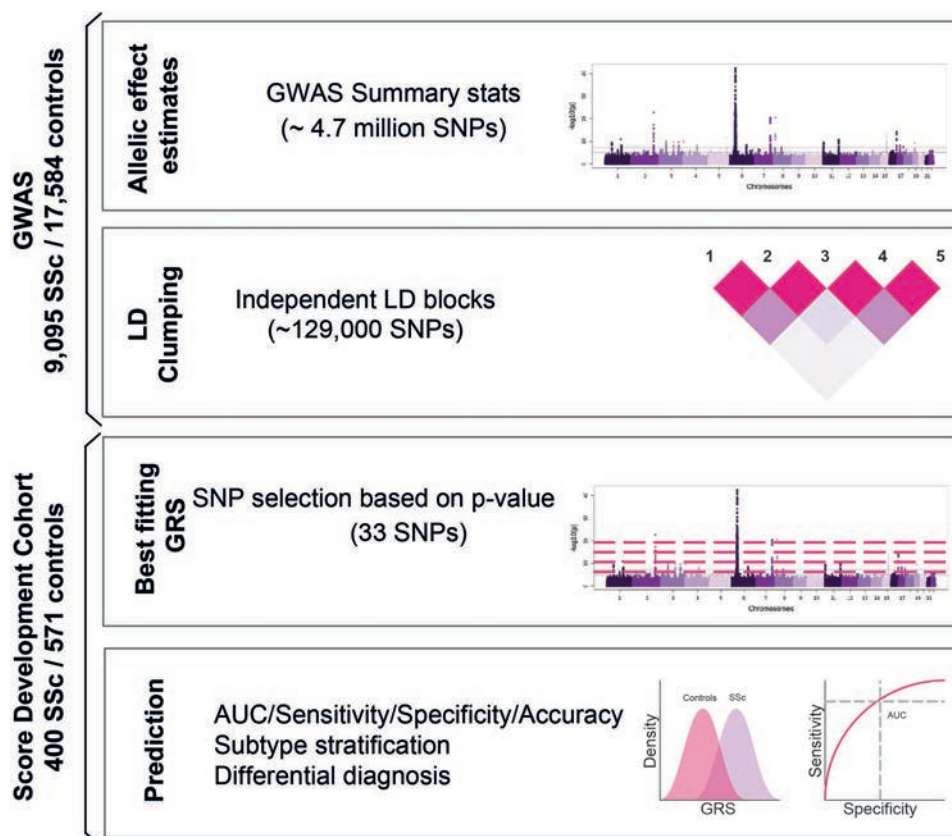 GWAS
9,095 SSc / 17,584 controls
Allelic effect
estimates
GWAS Summary stats
(~ 4.7 million SNPs)
-log10(p)
Chromosomes
LD
Clumping
Independent LD blocks
(~129,000 SNPs)
1 2 3 4 5
Score Development Cohort
400 SSc / 571 controls
Best fitting
GRS
SNP selection based on p-value
(33 SNPs)
-log10(p)
Chromosomes
Prediction
AUC/Sensitivity/Specificity/Accuracy
Subtype stratification
Differential diagnosis
Controls SSc
Density
GRS
AUC
Sensitivity
Specificity